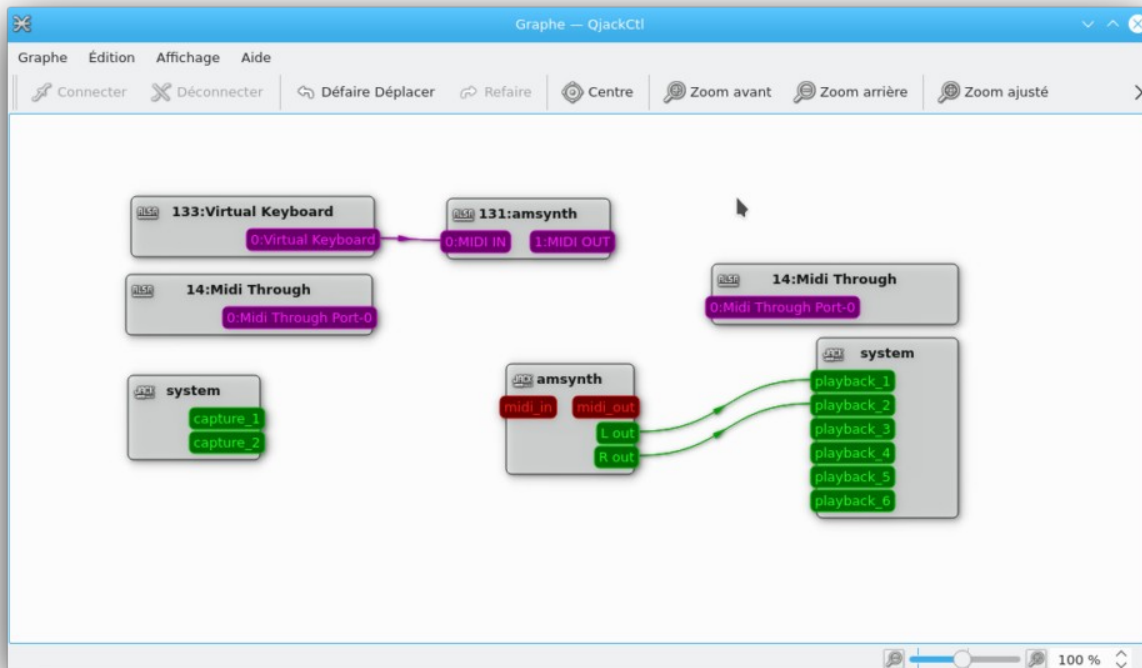 Graphe — QjackCtl
Graphe Édition Affichage Aide
Connecter Déconnecter Défaire Déplacer Refaire Centre Zoom avant Zoom arrière Zoom ajusté
133:Virtual Keyboard
0:Virtual Keyboard
131:amsynth
0:MIDI IN 1:MIDI OUT
14:Midi Through
0:Midi Through Port-0
14:Midi Through
0:Midi Through Port-0
system
capture_1
capture_2
amsynth
midi_in midi_out
L out
R out
system
playback_1
playback_2
playback_3
playback_4
playback_5
playback_6
100 %